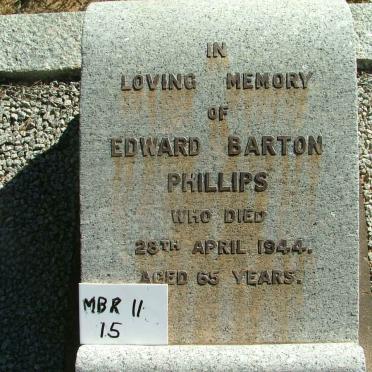 IN
LOVING MEMORY
OF
EDWARD BARTON
PHILLIPS
WHO DIED
28TH APRIL 1944.
AGED 65 YEARS.
MBR 11
15